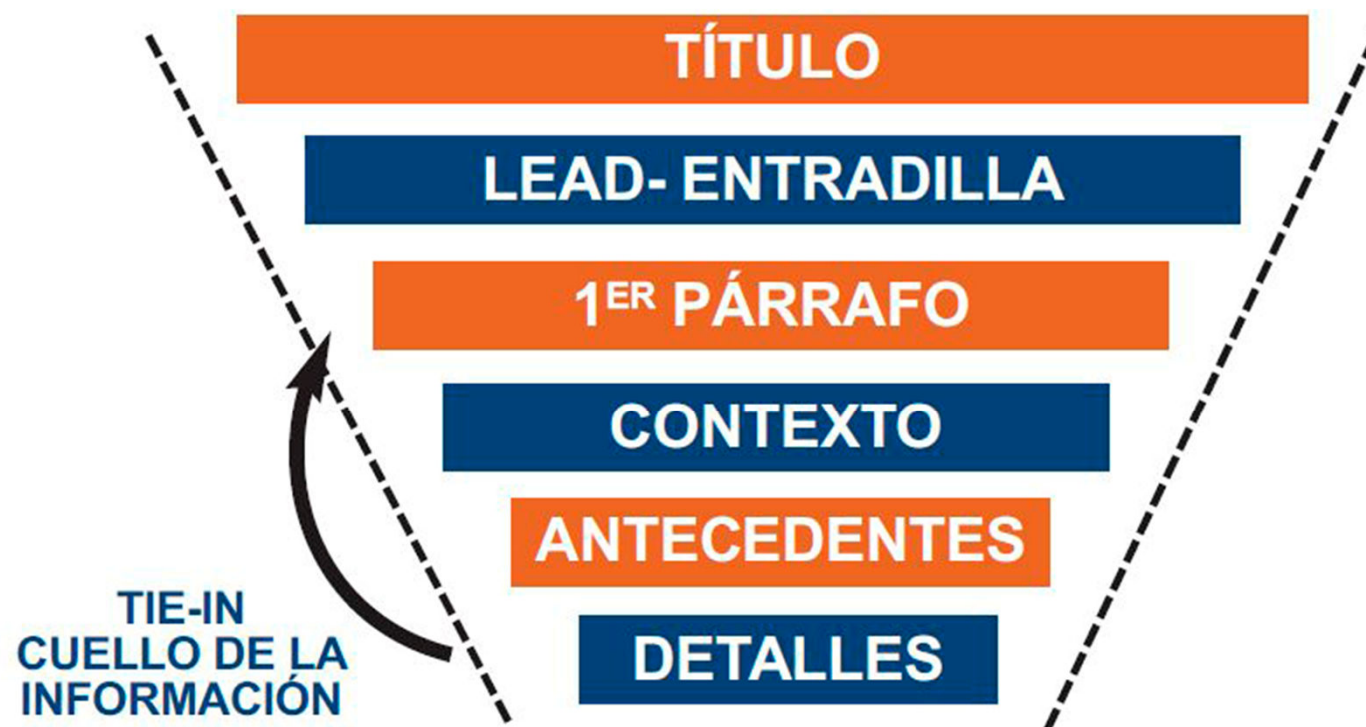 TÍTULO
LEAD- ENTRADILLA
1ER PÁRRAFO
CONTEXTO
ANTECEDENTES
DETALLES
TIE-IN
CUELLO DE LA
INFORMACIÓN